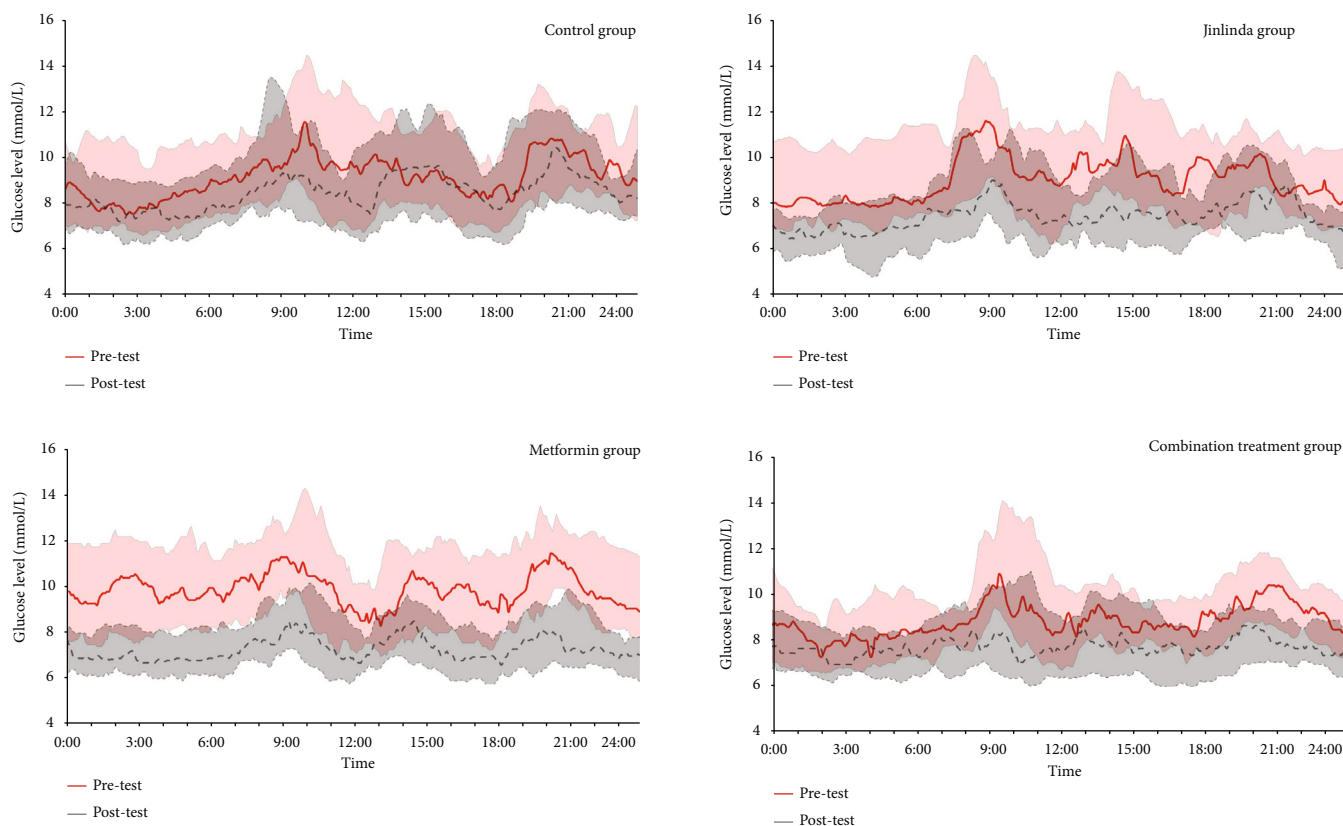 Control group
Glucose level (mmol/L)
16
14
12
10
8
6
4
0:00 3:00 6:00 9:00 12:00 15:00 18:00 21:00 24:00
Time
Pre-test
Post-test
Jinlinda group
Glucose level (mmol/L)
16
14
12
10
8
6
4
0:00 3:00 6:00 9:00 12:00 15:00 18:00 21:00 24:00
Time
Pre-test
Post-test
Metformin group
Glucose level (mmol/L)
16
14
12
10
8
6
4
0:00 3:00 6:00 9:00 12:00 15:00 18:00 21:00 24:00
Time
Pre-test
Post-test
Combination treatment group
Glucose level (mmol/L)
16
14
12
10
8
6
4
0:00 3:00 6:00 9:00 12:00 15:00 18:00 21:00 24:00
Time
Pre-test
Post-test